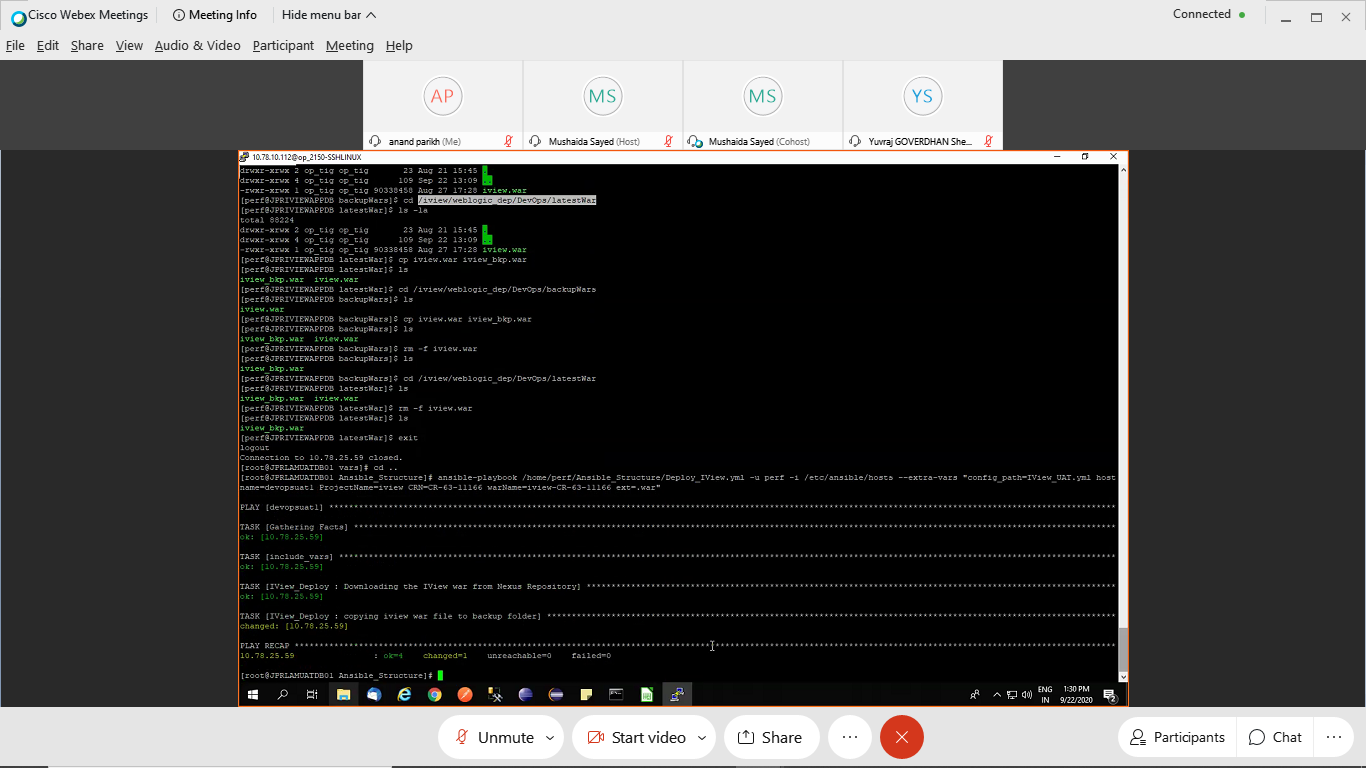 Cisco Webex Meetings Meeting Info Hide menu bar Connected
File Edit Share View Audio & Video Participant Meeting Help
AP MS MS YS
anand parikh (Me) Mushaida Sayed (Host) Mushaida Sayed (Cohost) Yuvraj GOVERDHAN She...
10.78.10.112@op_2150-SSHLINUX
drwxr-xrwx 2 op_tig op_tig 23 Aug 21 15:45 .
drwxr-xrwx 4 op_tig op_tig 109 Sep 22 13:09 ..
-rwxr-xrwx 1 op_tig op_tig 90338458 Aug 27 17:28 iview.war
[perf@JPRIVIEWAPPDB backupWars]$ cd /iview/weblogic_dep/DevOps/latestWar
[perf@JPRIVIEWAPPDB latestWar]$ ls -la
total 88224
drwxr-xrwx 2 op_tig op_tig 23 Aug 21 15:45 .
drwxr-xrwx 4 op_tig op_tig 109 Sep 22 13:09 ..
-rwxr-xrwx 1 op_tig op_tig 90338458 Aug 27 17:28 iview.war
[perf@JPRIVIEWAPPDB latestWar]$ cp iview.war iview_bkp.war
[perf@JPRIVIEWAPPDB latestWar]$ ls
iview_bkp.war iview.war
[perf@JPRIVIEWAPPDB latestWar]$ cd /iview/weblogic_dep/DevOps/backupWars
[perf@JPRIVIEWAPPDB backupWars]$ ls
iview.war
[perf@JPRIVIEWAPPDB backupWars]$ cp iview.war iview_bkp.war
[perf@JPRIVIEWAPPDB backupWars]$ ls
iview_bkp.war iview.war
[perf@JPRIVIEWAPPDB backupWars]$ rm -f iview.war
[perf@JPRIVIEWAPPDB backupWars]$ ls
iview_bkp.war
[perf@JPRIVIEWAPPDB backupWars]$ cd /iview/weblogic_dep/DevOps/latestWar
[perf@JPRIVIEWAPPDB latestWar]$ ls
iview_bkp.war iview.war
[perf@JPRIVIEWAPPDB latestWar]$ rm -f iview.war
[perf@JPRIVIEWAPPDB latestWar]$ ls
iview_bkp.war
[perf@JPRIVIEWAPPDB latestWar]$ exit
logout
Connection to 10.78.25.59 closed.
[root@JPRLAMUATDB01 vars]# cd ..
[root@JPRLAMUATDB01 Ansible_Structure]# ansible-playbook /home/perf/Ansible_Structure/Deploy_IView.yml -u perf -i /etc/ansible/hosts --extra-vars "config_path=IView_UAT.yml host
name=devopsuat1 ProjectName=iview CRN=CR-63-11166 warName=iview-CR-63-11166 ext=.war"
PLAY [devopsuat1] ****
TASK [Gathering Facts] ****
ok: [10.78.25.59]
TASK [include_vars] ****
ok: [10.78.25.59]
TASK [IView_Deploy : Downloading the IView war from Nexus Repository] ****
ok: [10.78.25.59]
TASK [IView_Deploy : copying iview war file to backup folder] ****
changed: [10.78.25.59]
PLAY RECAP ****
10.78.25.59 : ok=4 changed=1 unreachable=0 failed=0
[root@JPRLAMUATDB01 Ansible_Structure]#
ENG 1:30 PM
IN 9/22/2020 2
Unmute Start video Share Participants Chat